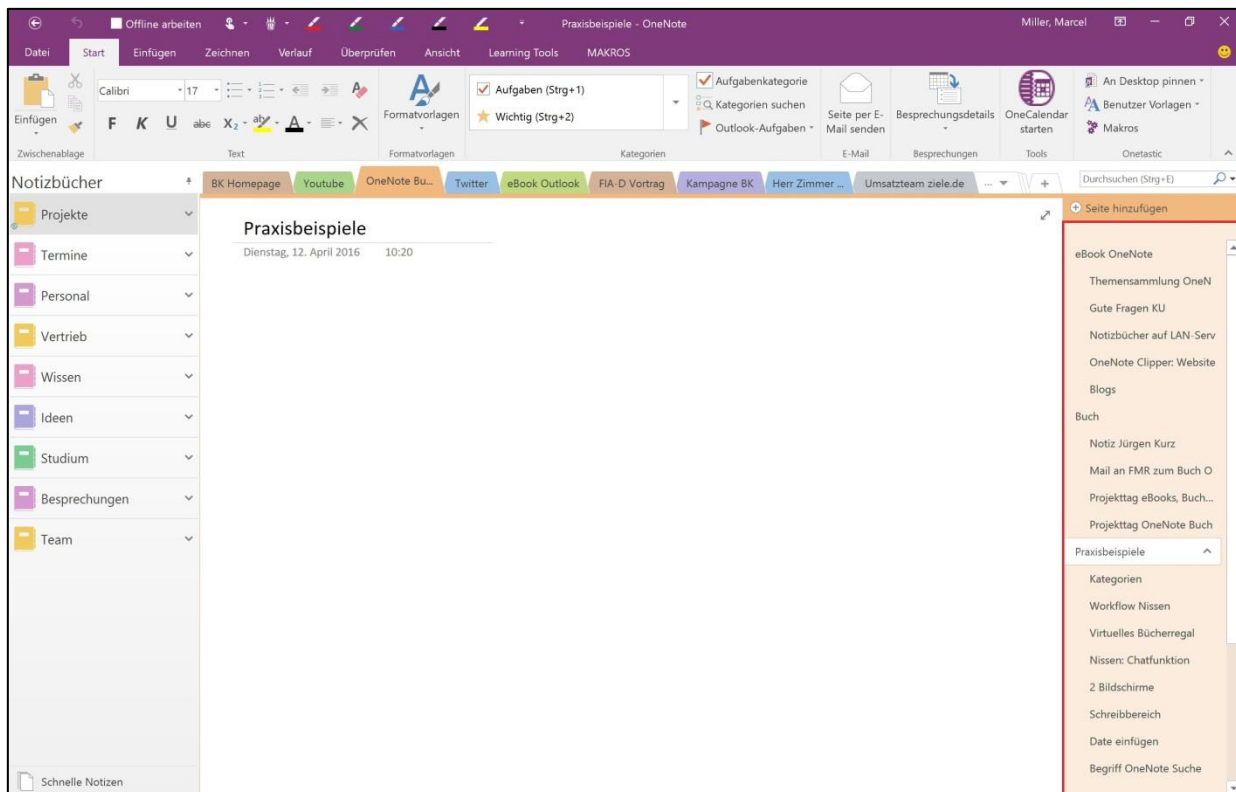 Offline arbeiten
Praxisbeispiele - OneNote
Miller, Marcel
Datei Start Einfügen Zeichnen Verlauf Überprüfen Ansicht Learning Tools MAKROS
Einfügen
Zwischenablage
Calibri 17
F K U abc X₂ aby A
Text
Formatvorlagen
Formatvorlagen
Aufgaben (Strg+1)
Wichtig (Strg+2)
Aufgabenkategorie
Kategorien suchen
Outlook-Aufgaben
Kategorien
Seite per E-
Mail senden
E-Mail
Besprechungsdetails
Besprechungen
OneCalendar
starten
Tools
An Desktop pinnen
Benutzer Vorlagen
Makros
Onetastic
Notizbücher
BK Homepage Youtube OneNote Bu... Twitter eBook Outlook FIA-D Vortrag Kampagne BK Herr Zimmer ... Umsatzteam ziele.de ... +
Durchsuchen (Strg+E)
Projekte
Termine
Personal
Vertrieb
Wissen
Ideen
Studium
Besprechungen
Team
Schnelle Notizen
Praxisbeispiele
Dienstag, 12. April 2016 10:20
Seite hinzufügen
eBook OneNote
Themensammlung OneN
Gute Fragen KU
Notizbücher auf LAN-Serv
OneNote Clipper: Website
Blogs
Buch
Notiz Jürgen Kurz
Mail an FMR zum Buch O
Projekttag eBooks, Buch...
Projekttag OneNote Buch
Praxisbeispiele
Kategorien
Workflow Nissen
Virtuelles Bücherregal
Nissen: Chatfunktion
2 Bildschirme
Schreibbereich
Date einfügen
Begriff OneNote Suche